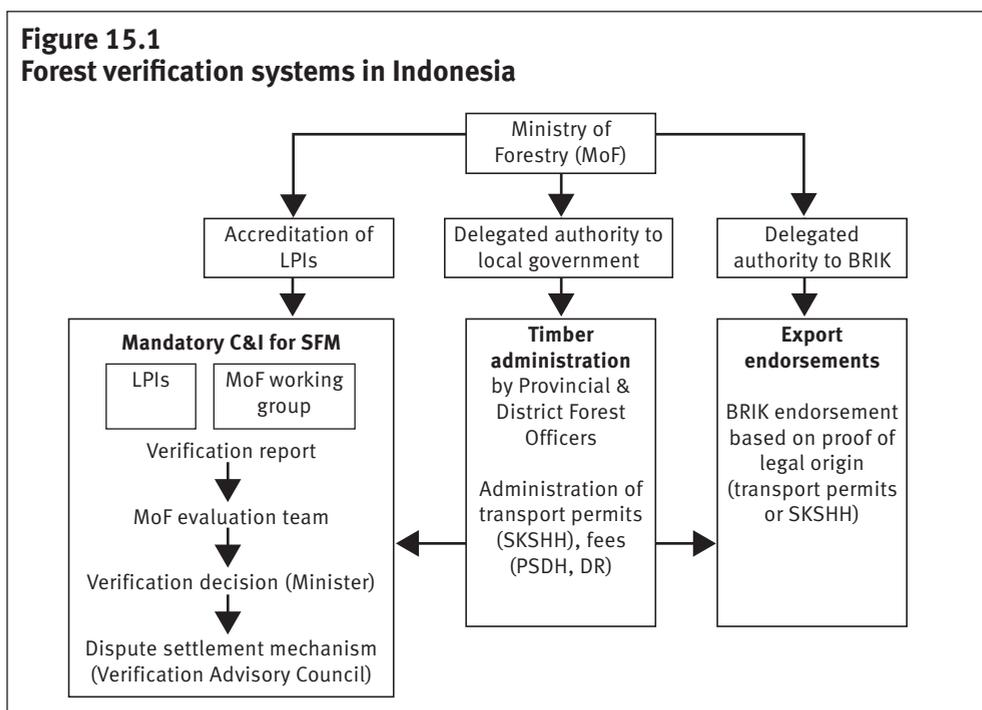 Figure 15.1
Forest verification systems in Indonesia
Ministry of
Forestry (MoF)
Accreditation of
LPIs
Delegated authority to
local government
Delegated
authority to BRIK
Mandatory C&I for SFM
LPIs
MoF working
group
Verification report
MoF evaluation team
Verification decision (Minister)
Dispute settlement mechanism
(Verification Advisory Council)
Timber
administration
by Provincial &
District Forest
Officers
Administration of
transport permits
(SKSHH), fees
(PSDH, DR)
Export
endorsements
BRIK endorsement
based on proof of
legal origin
(transport permits
or SKSHH)